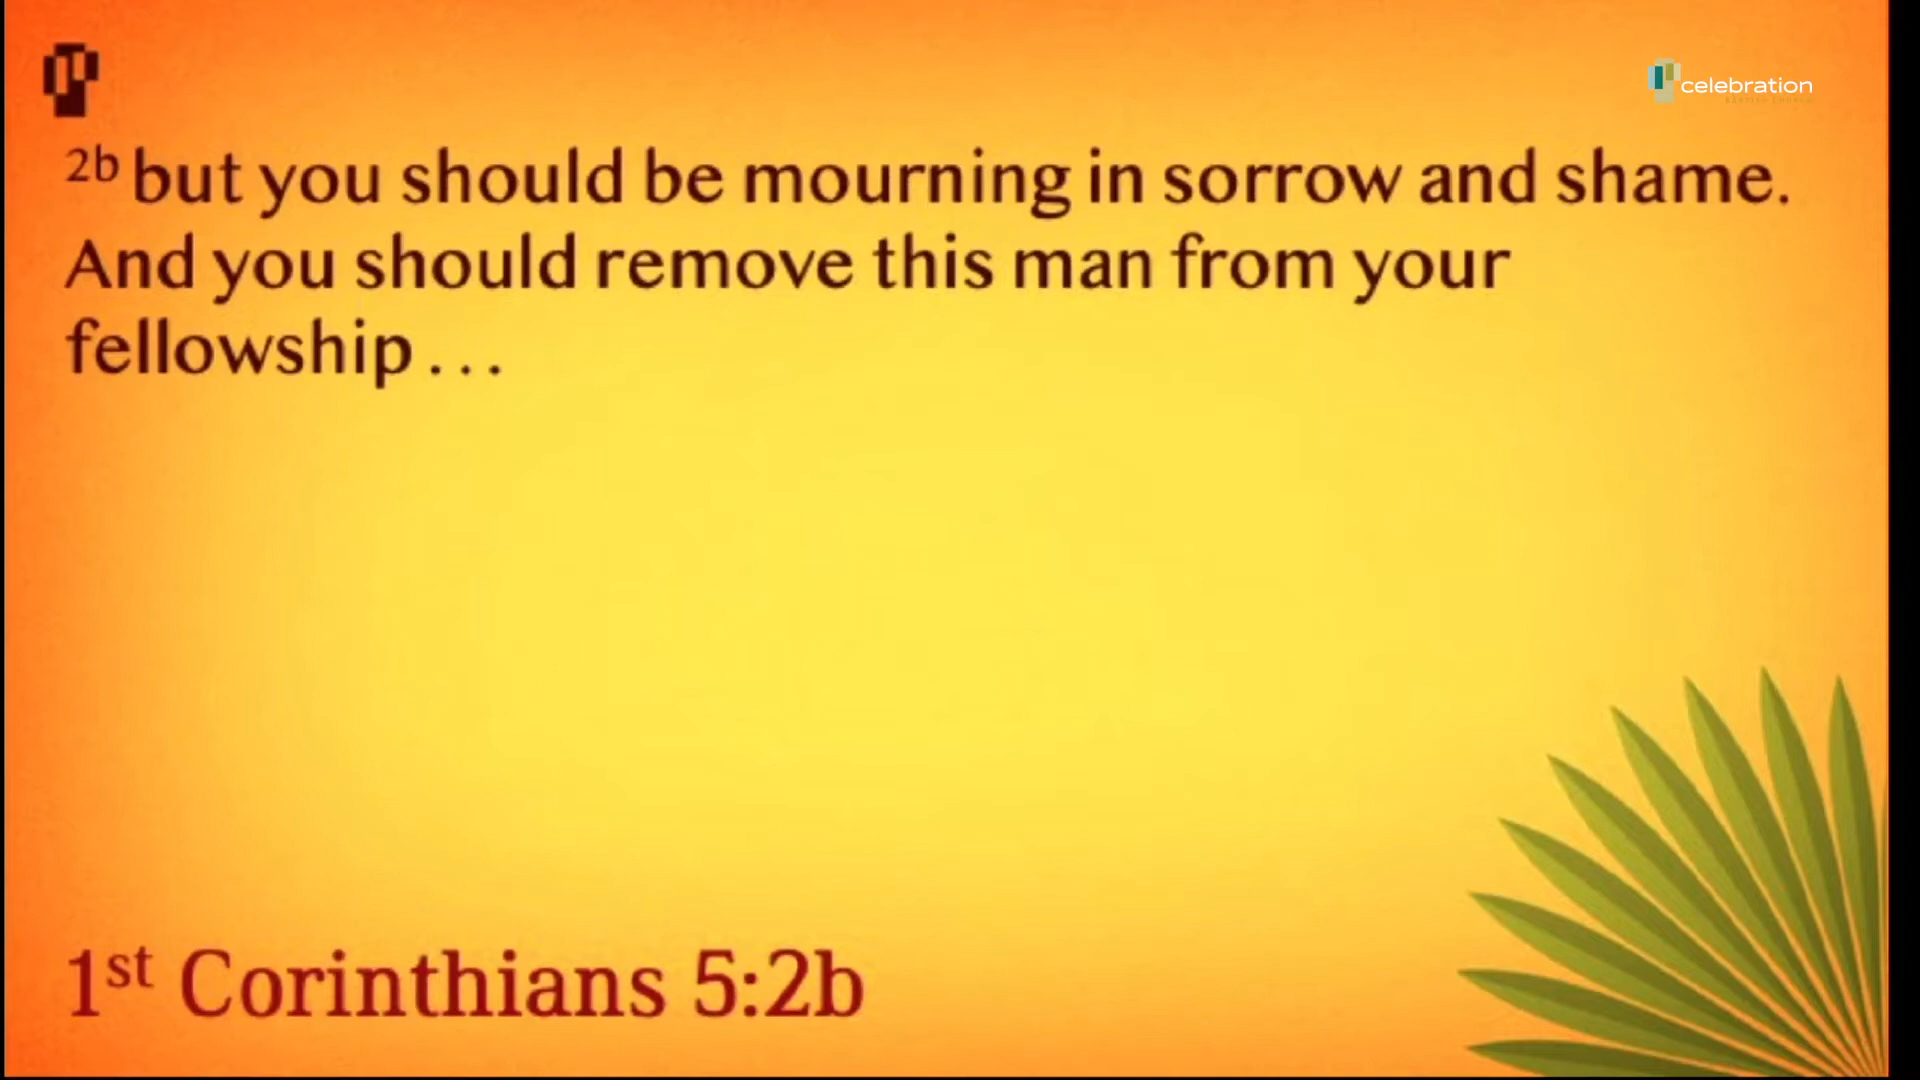 celebration
2b but you should be mourning in sorrow and shame.
And you should remove this man from your
fellowship . . .
1st Corinthians 5:2b